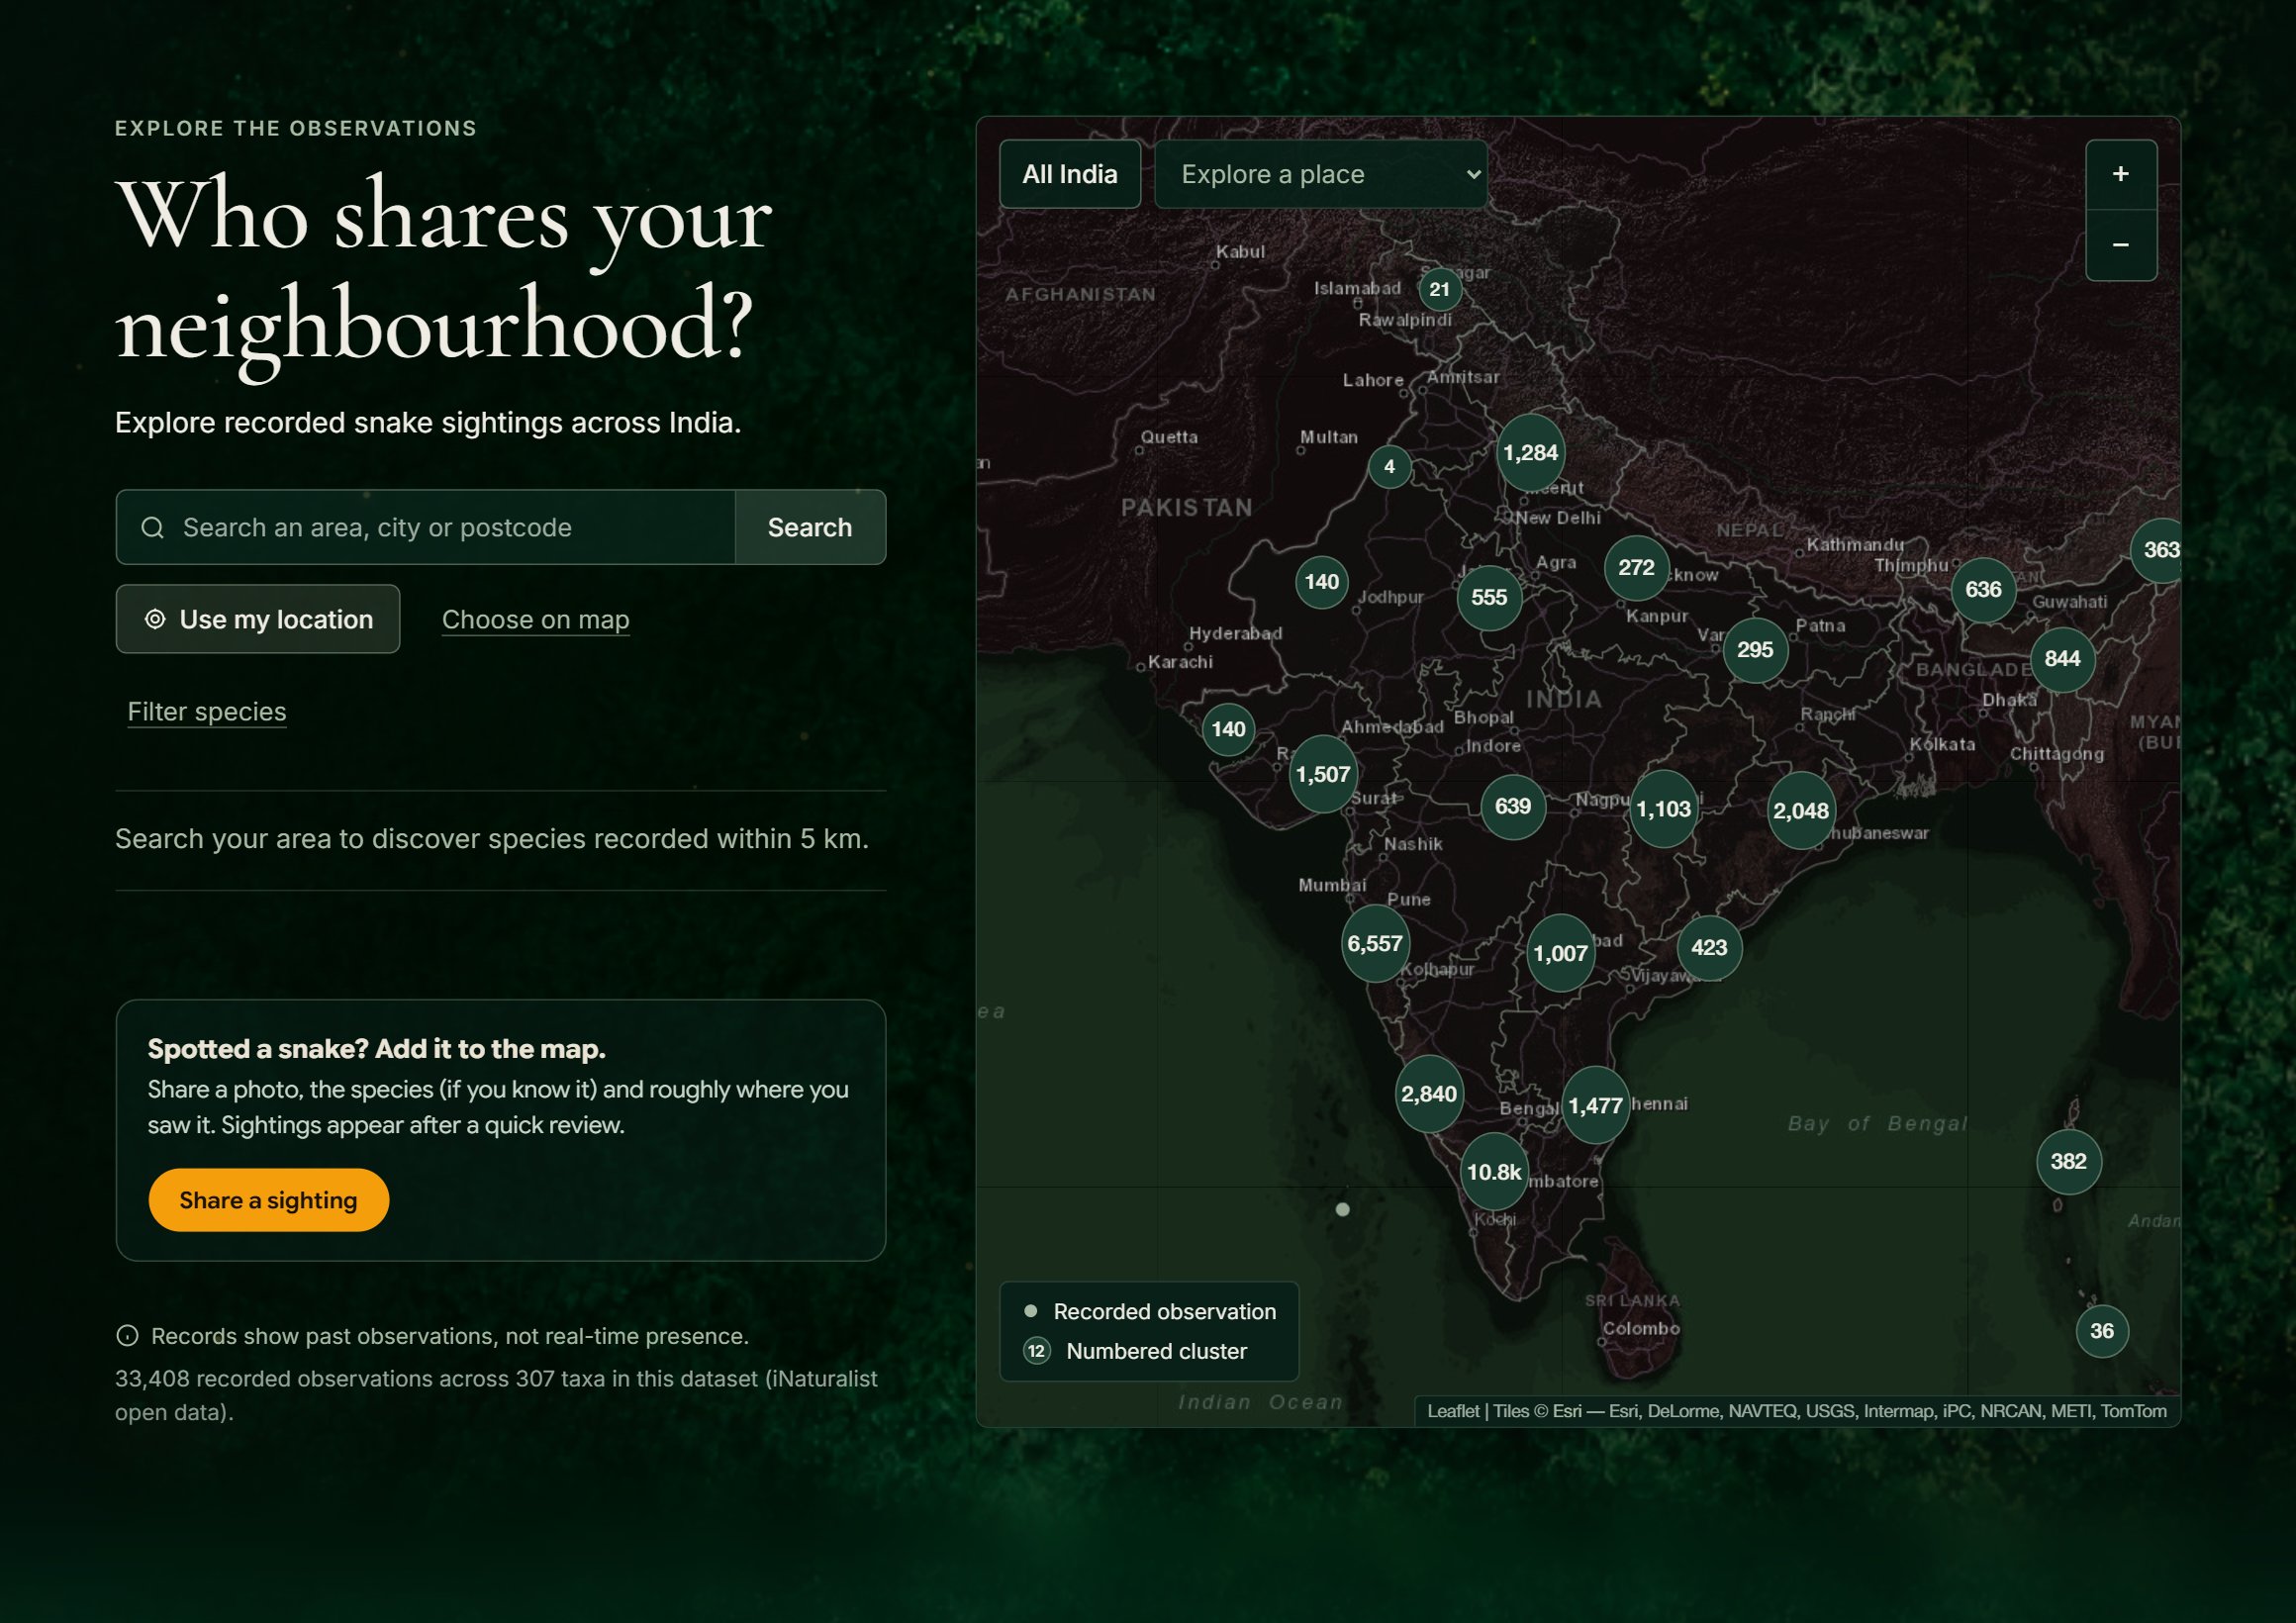 EXPLORE THE OBSERVATIONS
Who shares your
neighbourhood?
Explore recorded snake sightings across India.
Search an area, city or postcode
Search
Use my location
Choose on map
Filter species
Search your area to discover species recorded within 5 km.
Spotted a snake? Add it to the map.
Share a photo, the species (if you know it) and roughly where you
saw it. Sightings appear after a quick review.
Share a sighting
Records show past observations, not real-time presence.
33,408 recorded observations across 307 taxa in this dataset (iNaturalist
open data).
All India
Explore a place
+
−
Kabul
AFGHANISTAN
Islamabad
21
Rawalpindi
Lahore
Amritsar
Quetta
Multan
4
1,284
PAKISTAN
New Delhi
NEPAL
Kathmandu
363
140
Jodhpur
555
Agra
272
Thimphu
636
Guwahati
Kanpur
Patna
Hyderabad
Karachi
295
844
INDIA
Dhaka
140
Ahmedabad
Bhopal
Indore
Ranchi
Kolkata
Chittagong
1,507
Surat
639
1,103
2,048
Nashik
Mumbai
Pune
6,557
Kolhapur
1,007
423
2,840
1,477
Bay of Bengal
10.8k
Kochi
382
SRI LANKA
Colombo
36
Recorded observation
12 Numbered cluster
Indian Ocean
Leaflet | Tiles © Esri — Esri, DeLorme, NAVTEQ, USGS, Intermap, iPC, NRCAN, METI, TomTom